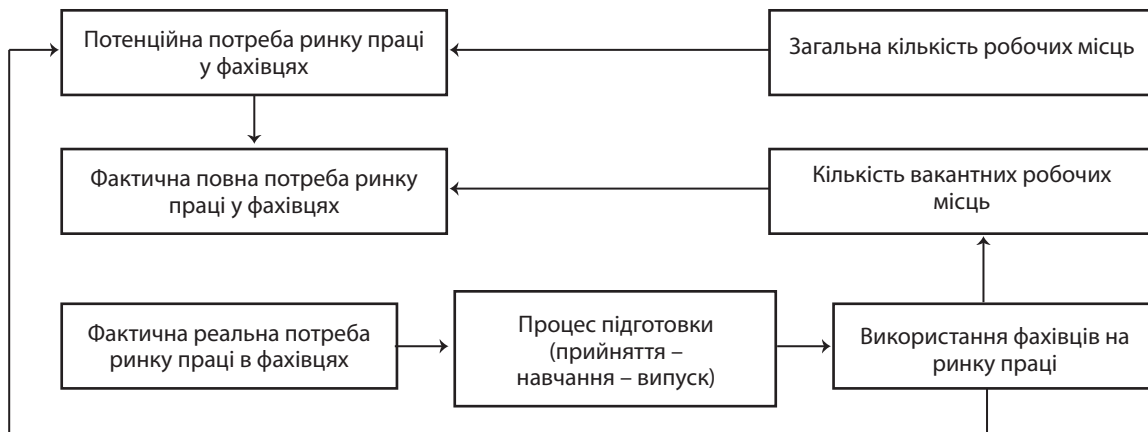 Потенційна потреба ринку праці
у фахівцях
Загальна кількість робочих місць
Фактична повна потреба ринку
праці у фахівцях
Кількість вакантних робочих
місць
Фактична реальна потреба
ринку праці в фахівцях
Процес підготовки
(прийняття –
навчання – випуск)
Використання фахівців на
ринку праці